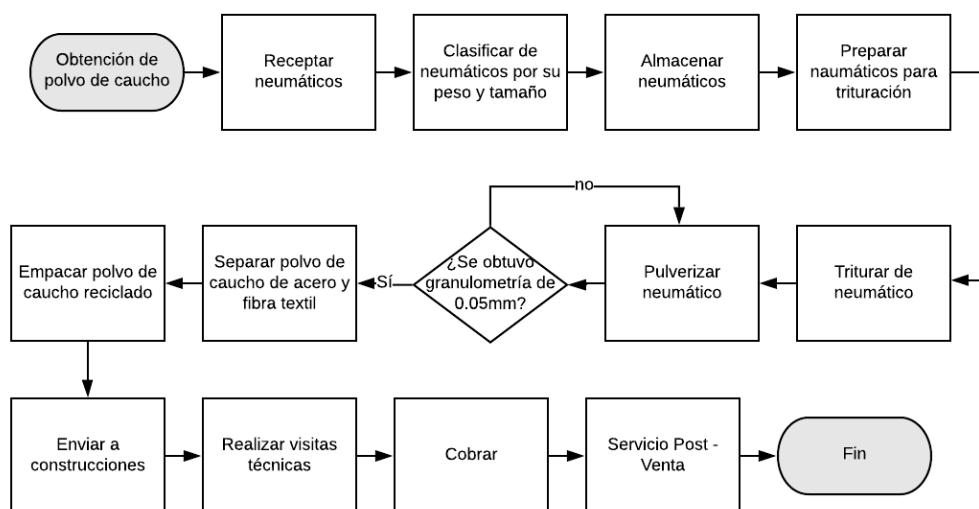 Obtención de
polvo de caucho
Receptar
neumáticos
Clasificar de
neumáticos por su
peso y tamaño
Almacenar
neumáticos
Preparar
naumáticos para
trituración
Triturar de
neumático
Pulverizar
neumático
no
¿Se obtuvo
granulometría de
0.05mm?
Sí
Separar polvo de
caucho de acero y
fibra textil
Empacar polvo de
caucho reciclado
Enviar a
construcciones
Realizar visitas
técnicas
Cobrar
Servicio Post -
Venta
Fin